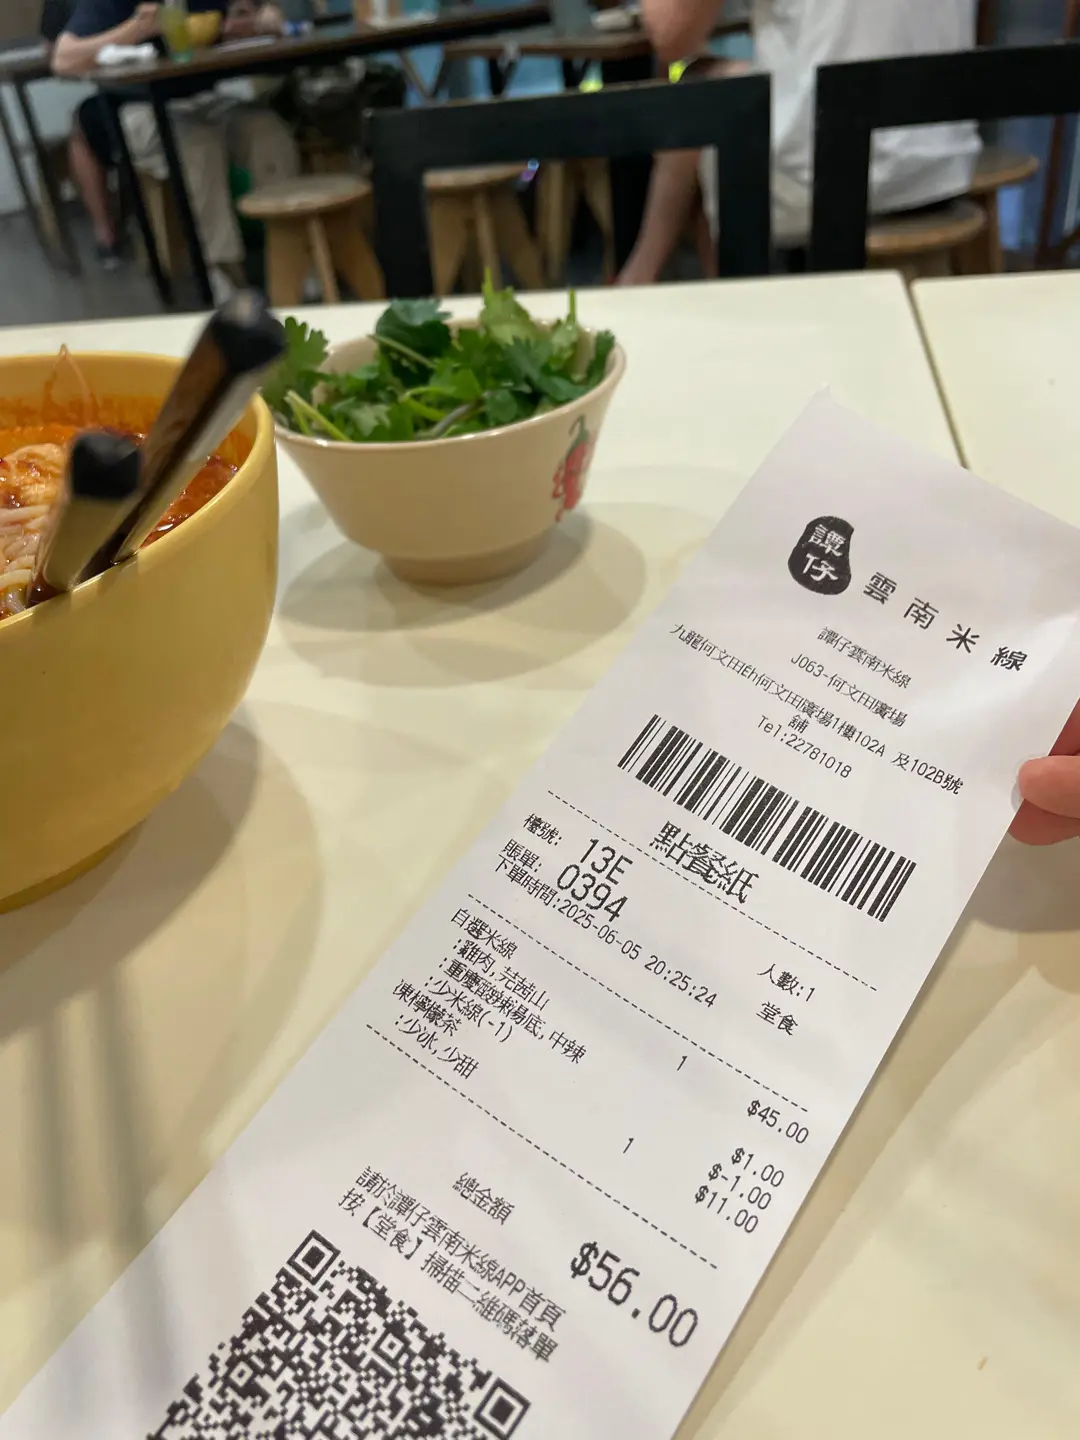 譚仔
雲南米線
譚仔雲南米線
J063-何文田廣場
九龍何文田Eh何文田廣場1樓102A 及102B號
舖
Tel:22781018
點餐紙
檯號: 13E
人數:1
賬單: 0394
堂食
下單時間:2025-06-05 20:25:24
自選米線 1 $45.00
:雞肉,芫茜山
:重慶酸辣湯底,中辣 $1.00
:少米線(-1) $-1.00
凍檸檬茶 1 $11.00
:少冰,少甜
總金額 $56.00
請於譚仔雲南米線APP首頁
按【堂食】掃描二維碼落單